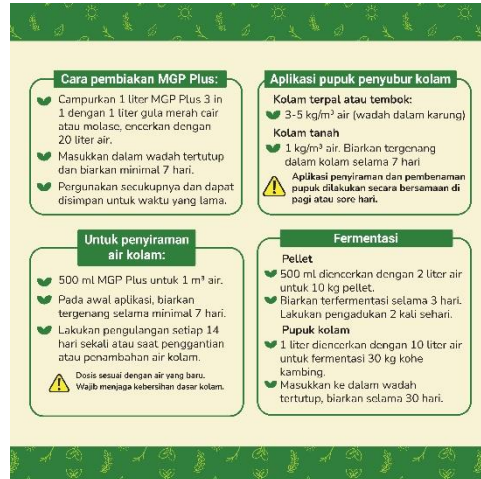 Cara pembiakan MGP Plus:
Campurkan 1 liter MGP Plus 3 in
1 dengan 1 liter gula merah cair
atau molase, encerkan dengan
20 liter air.
Masukkan dalam wadah tertutup
dan biarkan minimal 7 hari.
Pergunakan secukupnya dan dapat
disimpan untuk waktu yang lama.
Aplikasi pupuk penyubur kolam
Kolam terpal atau tembok:
3-5 kg/m³ air (wadah dalam karung)
Kolam tanah
1 kg/m³ air. Biarkan tergenang
dalam kolam selama 7 hari
Aplikasi penyiraman dan pembenaman
pupuk dilakukan secara bersamaan di
pagi atau sore hari.
Untuk penyiraman
air kolam:
500 ml MGP Plus untuk 1 m³ air.
Pada awal aplikasi, biarkan
tergenang selama minimal 7 hari.
Lakukan pengulangan setiap 14
hari sekali atau saat penggantian
atau penambahan air kolam.
Dosis sesuai dengan air yang baru.
Wajib menjaga kebersihan dasar kolam.
Fermentasi
Pellet
500 ml diencerkan dengan 2 liter air
untuk 10 kg pellet.
Biarkan terfermentasi selama 3 hari.
Lakukan pengadukan 2 kali sehari.
Pupuk kolam
1 liter diencerkan dengan 10 liter air
untuk fermentasi 30 kg kohe
kambing.
Masukkan ke dalam wadah
tertutup, biarkan selama 30 hari.